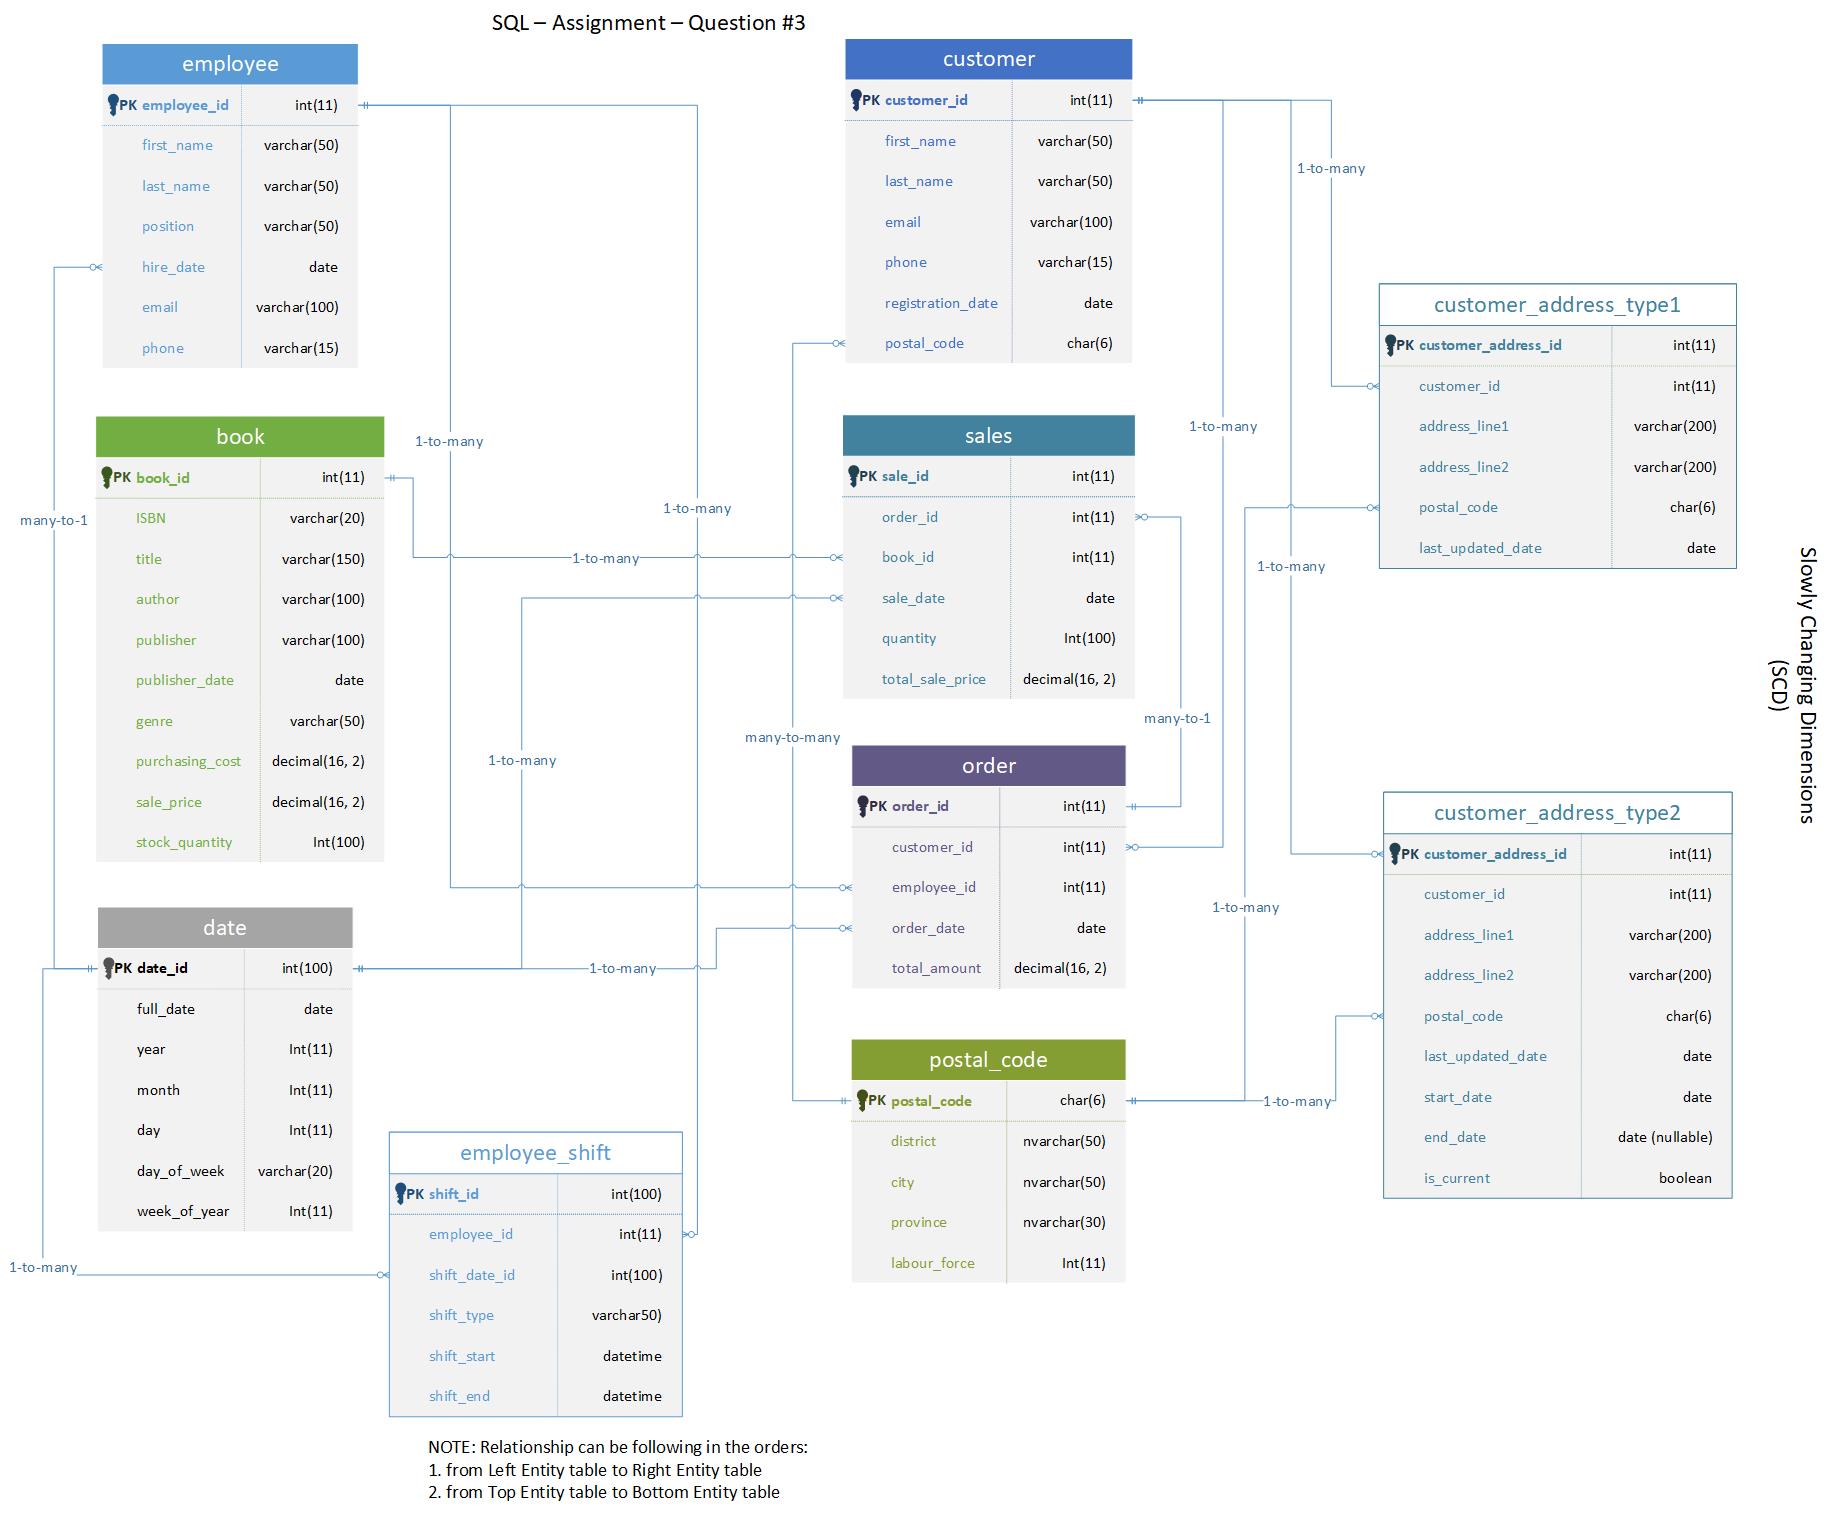 SQL – Assignment – Question #3
employee
PK employee_id int(11)
first_name varchar(50)
last_name varchar(50)
position varchar(50)
hire_date date
email varchar(100)
phone varchar(15)
customer
PK customer_id int(11)
first_name varchar(50)
last_name varchar(50)
email varchar(100)
phone varchar(15)
registration_date date
postal_code char(6)
1-to-many
customer_address_type1
PK customer_address_id int(11)
customer_id int(11)
address_line1 varchar(200)
address_line2 varchar(200)
postal_code char(6)
last_updated_date date
book
PK book_id int(11)
ISBN varchar(20)
title varchar(150)
author varchar(100)
publisher varchar(100)
publisher_date date
genre varchar(50)
purchasing_cost decimal(16, 2)
sale_price decimal(16, 2)
stock_quantity Int(100)
many-to-1
1-to-many
1-to-many
1-to-many
1-to-many
sales
PK sale_id int(11)
order_id int(11)
book_id int(11)
sale_date date
quantity Int(100)
total_sale_price decimal(16, 2)
1-to-many
1-to-many
many-to-1
many-to-many
Slowly Changing Dimensions
(SCD)
order
PK order_id int(11)
customer_id int(11)
employee_id int(11)
order_date date
total_amount decimal(16, 2)
1-to-many
customer_address_type2
PK customer_address_id int(11)
customer_id int(11)
address_line1 varchar(200)
address_line2 varchar(200)
postal_code char(6)
last_updated_date date
start_date date
end_date date (nullable)
is_current boolean
date
PK date_id int(100)
full_date date
year Int(11)
month Int(11)
day Int(11)
day_of_week varchar(20)
week_of_year Int(11)
1-to-many
postal_code
PK postal_code char(6)
district nvarchar(50)
city nvarchar(50)
province nvarchar(30)
labour_force Int(11)
1-to-many
1-to-many
employee_shift
PK shift_id int(100)
employee_id int(11)
shift_date_id int(100)
shift_type varchar50)
shift_start datetime
shift_end datetime
NOTE: Relationship can be following in the orders:
1. from Left Entity table to Right Entity table
2. from Top Entity table to Bottom Entity table